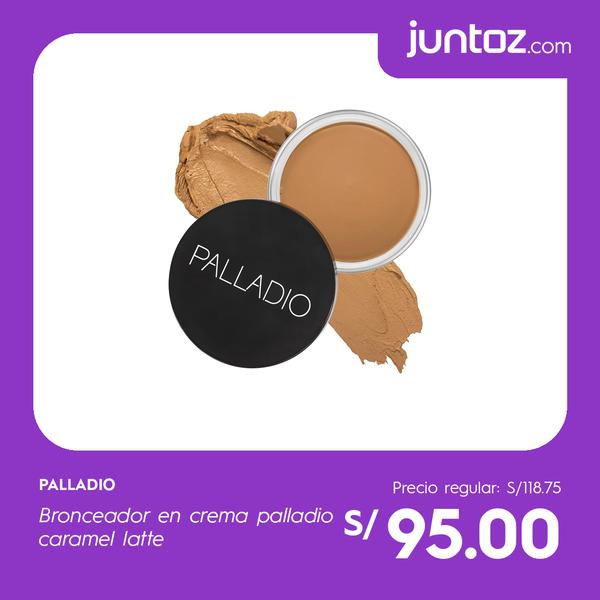 juntoz.com
PALLADIO
PALLADIO
Bronceador en crema palladio
caramel latte
Precio regular: S/118.75
S/ 95.00